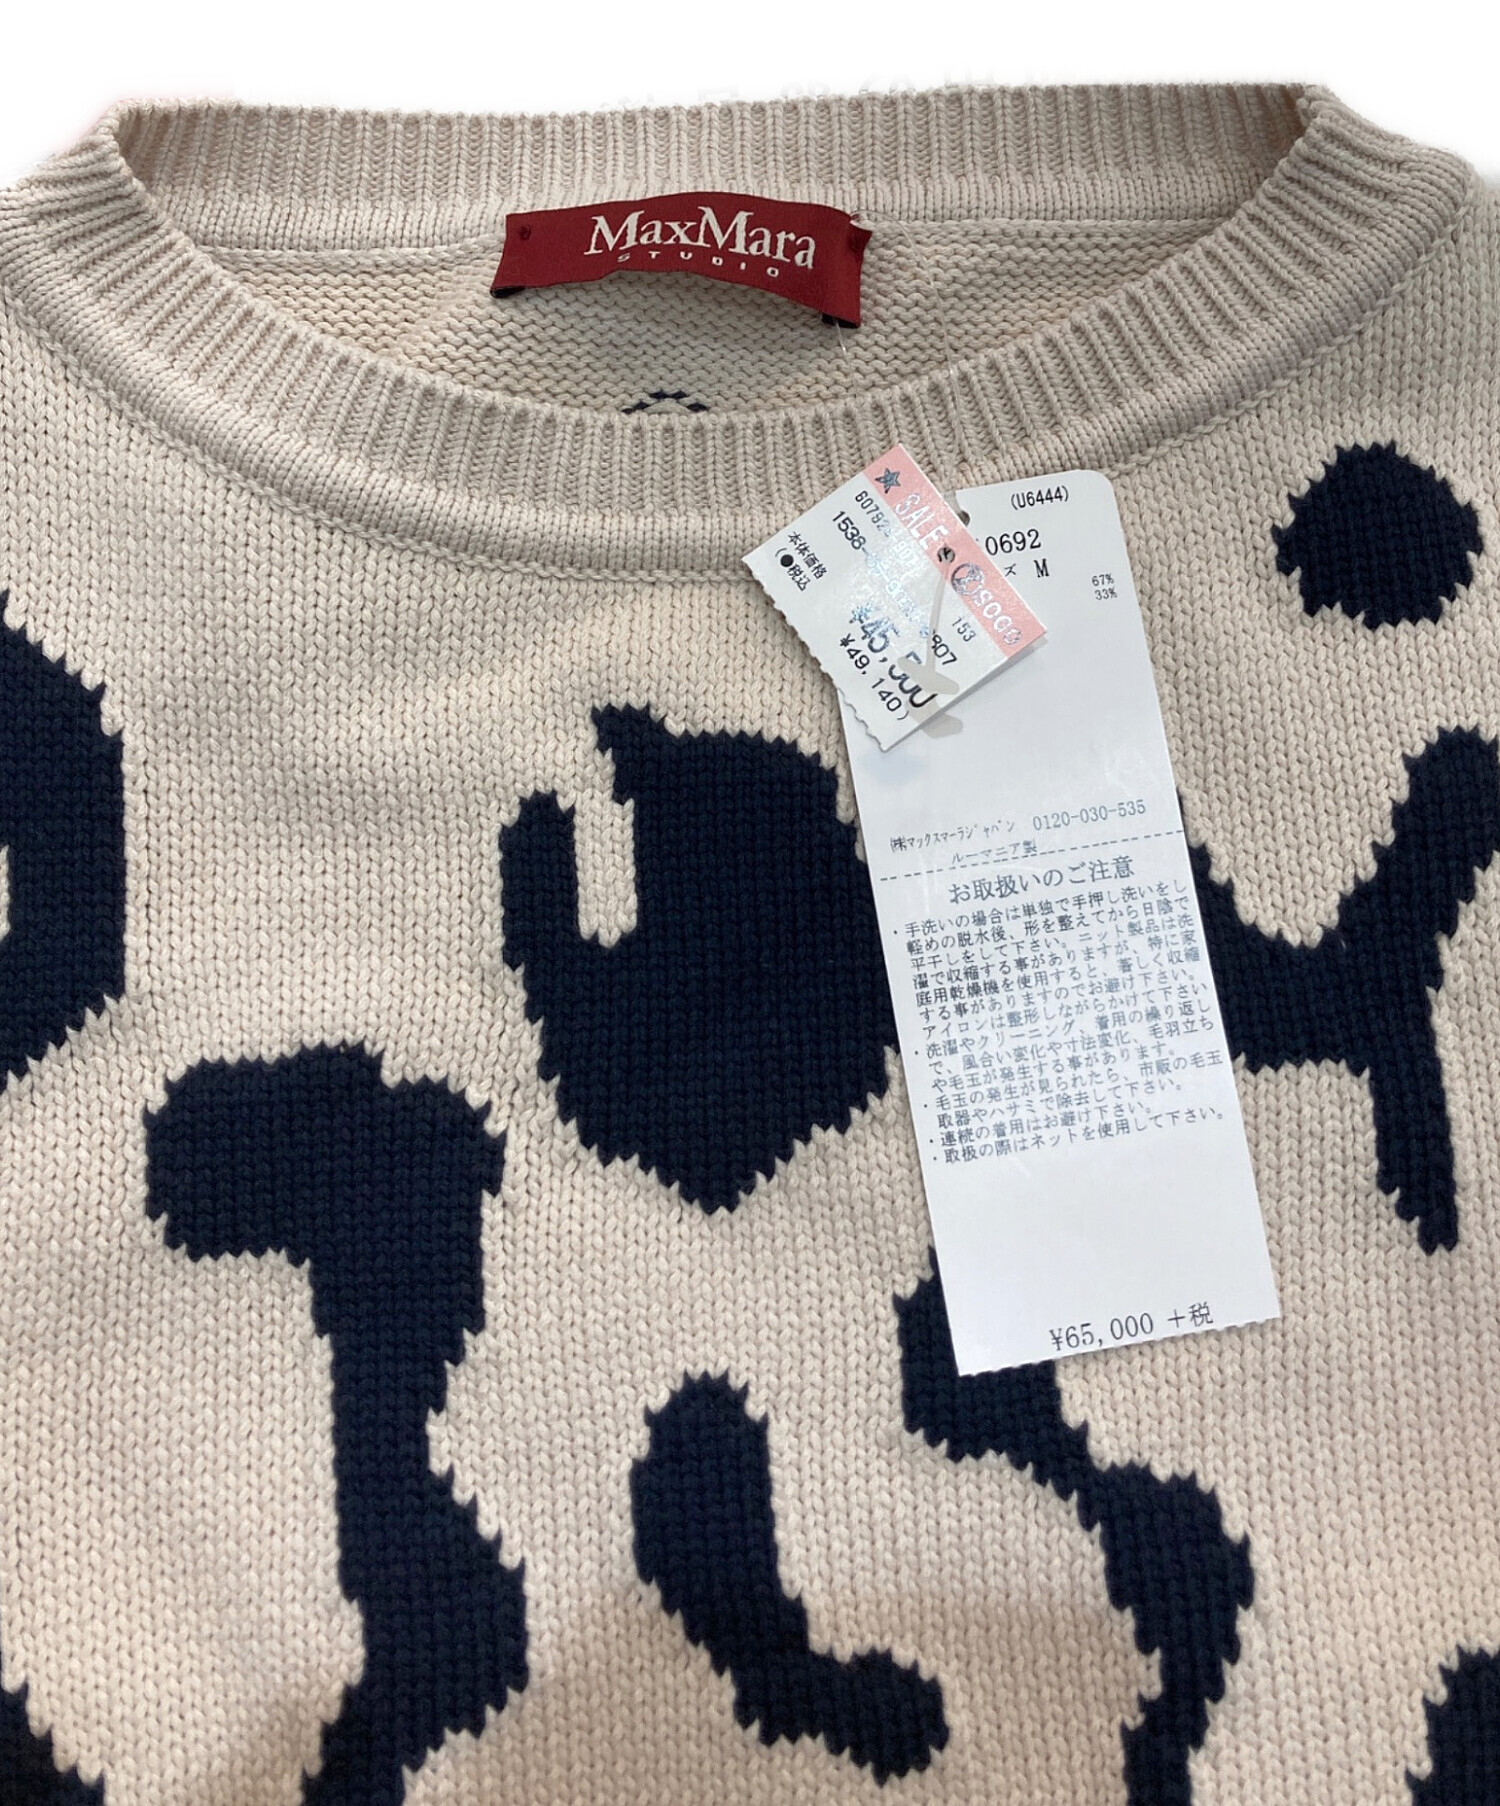 MaxMara
STUDIO
(U6444)
0692
ズ M
67%
33%
★ SALE
1538-
本体価格
(●税込
153
807
¥45,500
¥49,140)
㈱マックスマーラジャパン 0120-030-535
ルーマニア製
お取扱いのご注意
・手洗いの場合は単独で手押し洗いをし
軽めの脱水後、形を整えてから日陰で
平干しをして下さい。ニット製品は洗
濯で収縮する事がありますが、特に家
庭用乾燥機を使用すると、著しく収縮
する事がありますのでお避け下さい。
アイロンは整形しながらかけて下さい
・洗濯やクリーニング、着用の繰り返し
で、風合い変化や寸法変化、毛羽立ち
や毛玉が発生する事があります。
・毛玉の発生が見られたら、市販の毛玉
取器やハサミで除去して下さい。
・連続の着用はお避け下さい。
・取扱の際はネットを使用して下さい。
¥65,000 +税